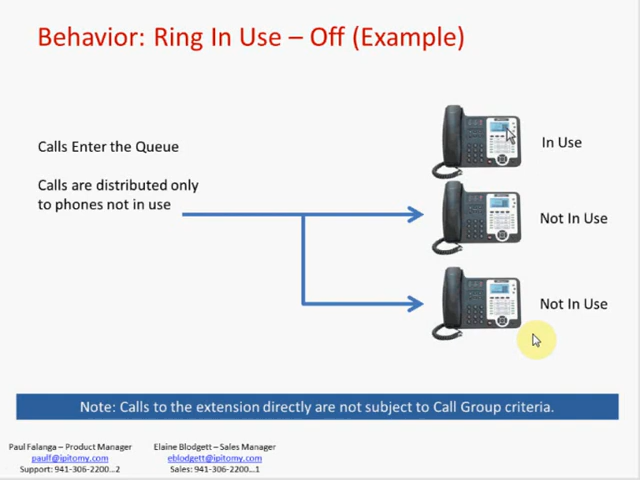 Behavior: Ring In Use – Off (Example)
Calls Enter the Queue
Calls are distributed only
to phones not in use
In Use
Not In Use
Not In Use
Note: Calls to the extension directly are not subject to Call Group criteria.
Paul Falanga – Product Manager
paulf@ipitomy.com
Support: 941-306-2200…2
Elaine Blodgett – Sales Manager
eblodgett@ipitomy.com
Sales: 941-306-2200…1